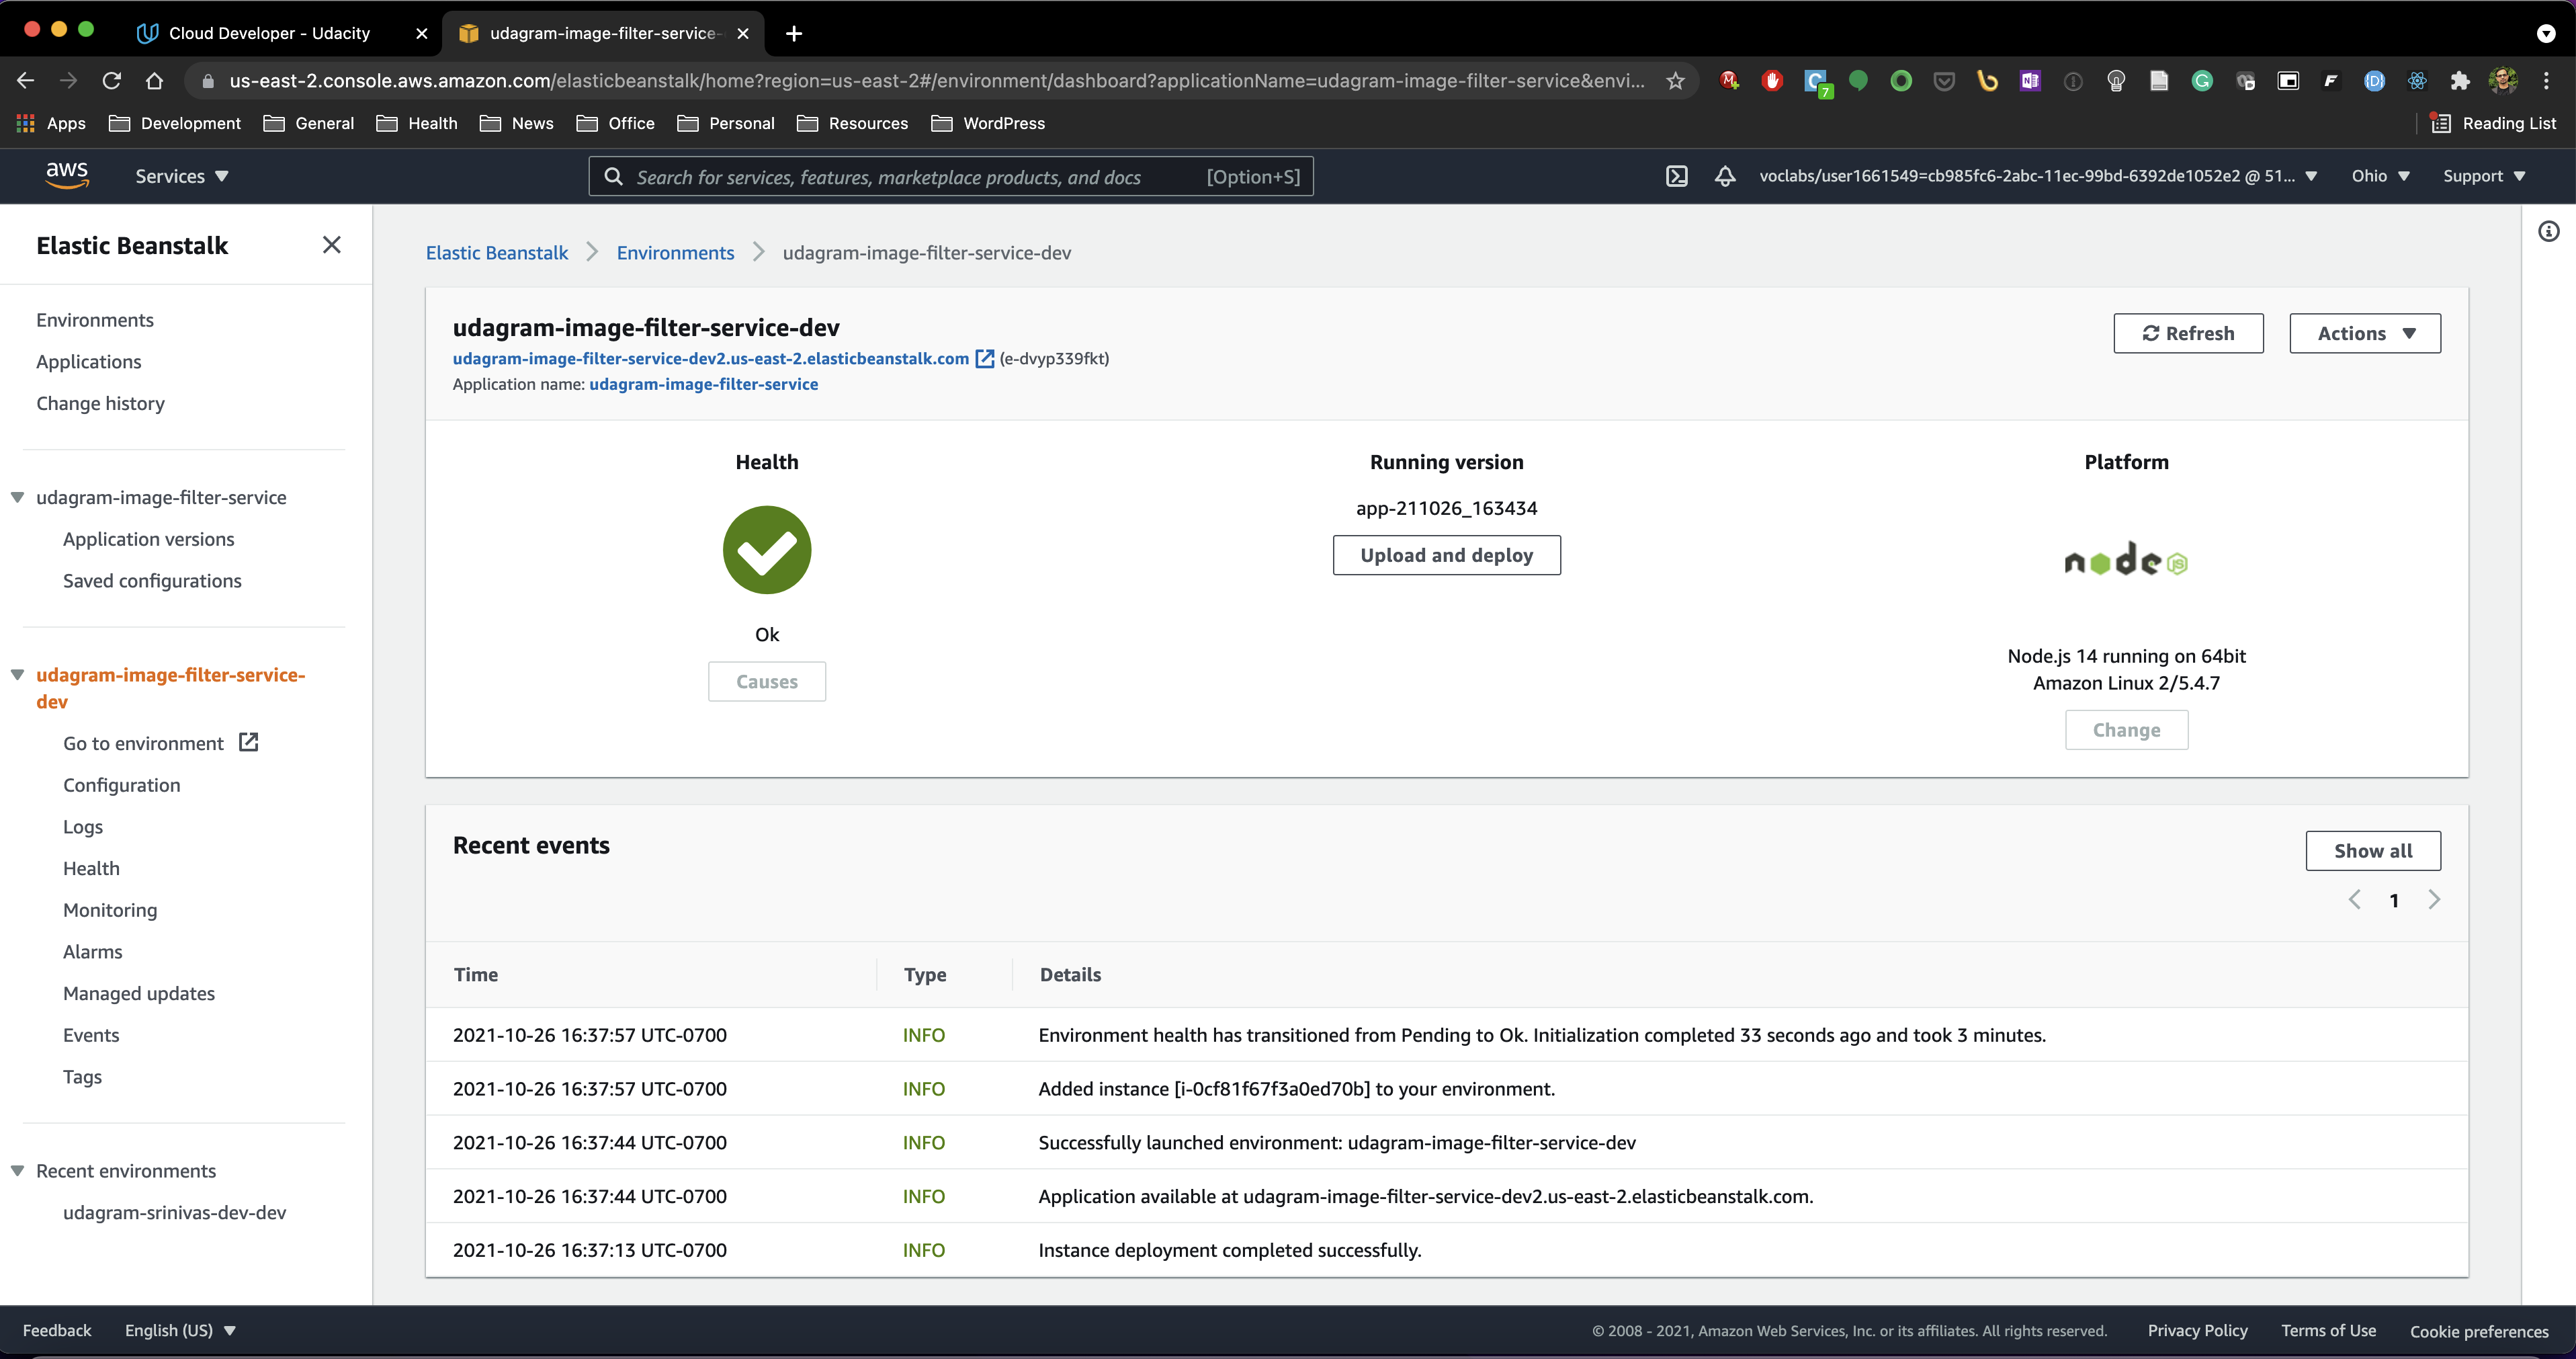 Cloud Developer - Udacity
udagram-image-filter-service-
us-east-2.console.aws.amazon.com/elasticbeanstalk/home?region=us-east-2#/environment/dashboard?applicationName=udagram-image-filter-service&envi...
7
Apps Development General Health News Office Personal Resources WordPress Reading List
aws Services Search for services, features, marketplace products, and docs [Option+S] voclabs/user1661549=cb985fc6-2abc-11ec-99bd-6392de1052e2 @ 51... Ohio Support
Elastic Beanstalk
Environments
Applications
Change history
udagram-image-filter-service
Application versions
Saved configurations
udagram-image-filter-service-
dev
Go to environment
Configuration
Logs
Health
Monitoring
Alarms
Managed updates
Events
Tags
Recent environments
udagram-srinivas-dev-dev
Elastic Beanstalk Environments udagram-image-filter-service-dev
udagram-image-filter-service-dev
udagram-image-filter-service-dev2.us-east-2.elasticbeanstalk.com (e-dvyp339fkt)
Application name: udagram-image-filter-service
Refresh Actions
Health
Ok
Causes
Running version
app-211026_163434
Upload and deploy
Platform
node JS
Node.js 14 running on 64bit
Amazon Linux 2/5.4.7
Change
Recent events
Show all
1
Time Type Details
2021-10-26 16:37:57 UTC-0700 INFO Environment health has transitioned from Pending to Ok. Initialization completed 33 seconds ago and took 3 minutes.
2021-10-26 16:37:57 UTC-0700 INFO Added instance [i-0cf81f67f3a0ed70b] to your environment.
2021-10-26 16:37:44 UTC-0700 INFO Successfully launched environment: udagram-image-filter-service-dev
2021-10-26 16:37:44 UTC-0700 INFO Application available at udagram-image-filter-service-dev2.us-east-2.elasticbeanstalk.com.
2021-10-26 16:37:13 UTC-0700 INFO Instance deployment completed successfully.
Feedback English (US) © 2008 - 2021, Amazon Web Services, Inc. or its affiliates. All rights reserved. Privacy Policy Terms of Use Cookie preferences